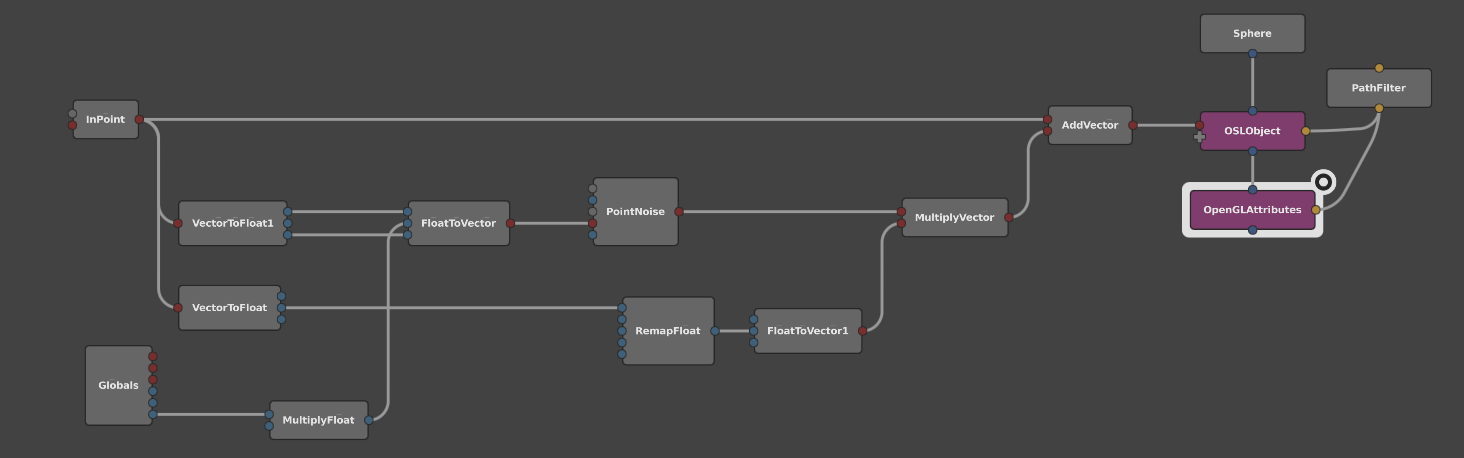 Sphere
PathFilter
InPoint
AddVector
OSLObject
OpenGLAttributes
VectorToFloat1
FloatToVector
PointNoise
MultiplyVector
VectorToFloat
RemapFloat
FloatToVector1
Globals
MultiplyFloat